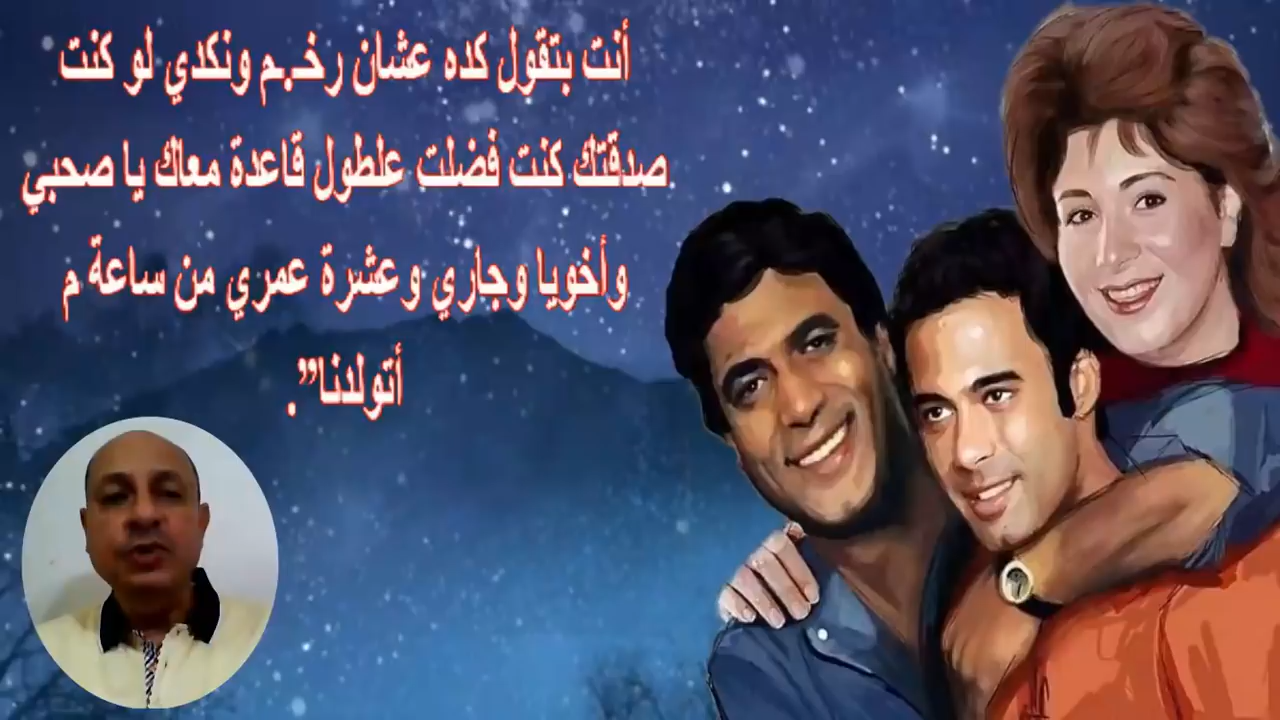 أنت بتقول كده عشان رخ.م ونكدي لو كنت
صدقتك كنت فضلت علطول قاعدة معاك يا صحبي
وأخويا وجاري وعشرة عمري من ساعة م
أتولدنا”.